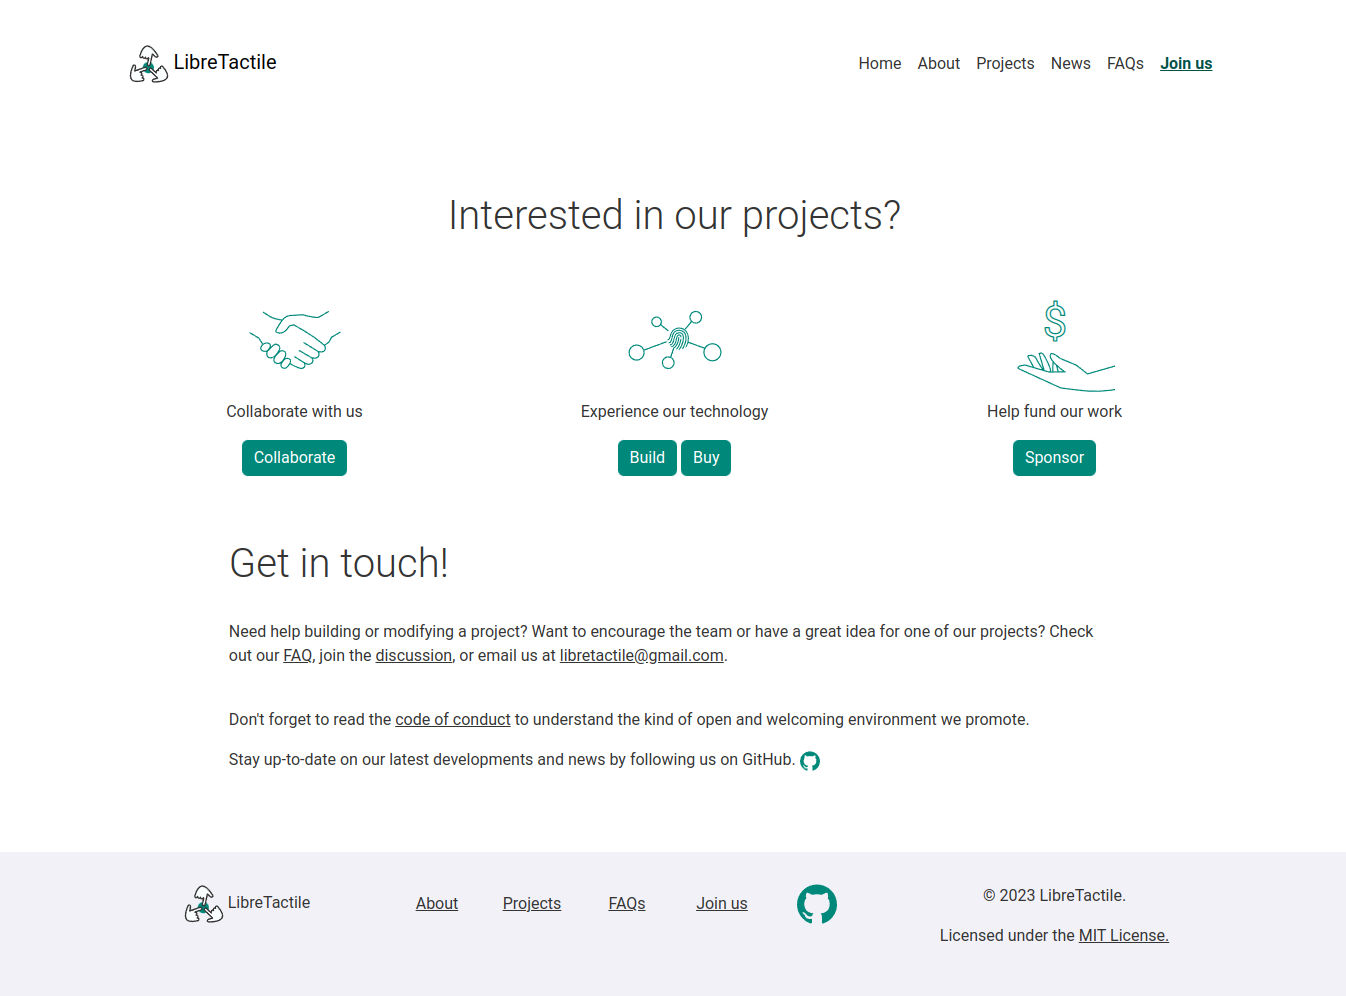 LibreTactile
Home About Projects News FAQs Join us
Interested in our projects?
$
Collaborate with us
Collaborate
Experience our technology
Build Buy
Help fund our work
Sponsor
Get in touch!
Need help building or modifying a project? Want to encourage the team or have a great idea for one of our projects? Check
out our FAQ, join the discussion, or email us at libretactile@gmail.com.
Don't forget to read the code of conduct to understand the kind of open and welcoming environment we promote.
Stay up-to-date on our latest developments and news by following us on GitHub.
LibreTactile
About Projects FAQs Join us
© 2023 LibreTactile.
Licensed under the MIT License.